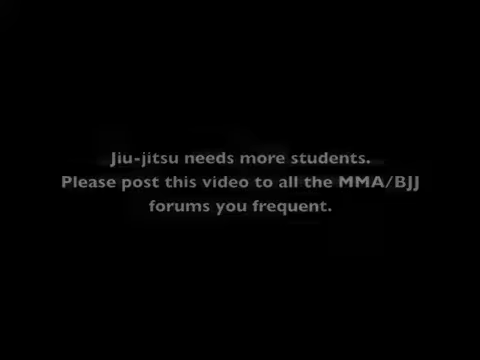 Jiu-jitsu needs more students.
Please post this video to all the MMA/BJJ
forums you frequent.